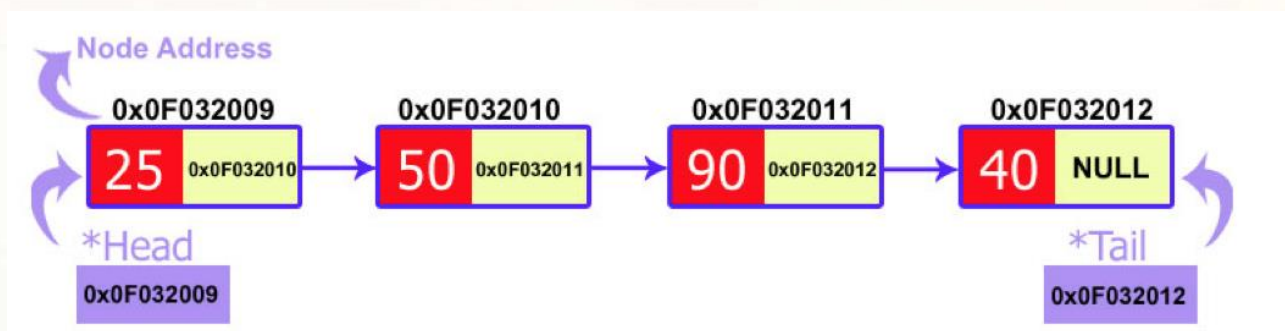 Node Address
0x0F032009 0x0F032010 0x0F032011 0x0F032012
25 0x0F032010 50 0x0F032011 90 0x0F032012 40 NULL
*Head *Tail
0x0F032009 0x0F032012